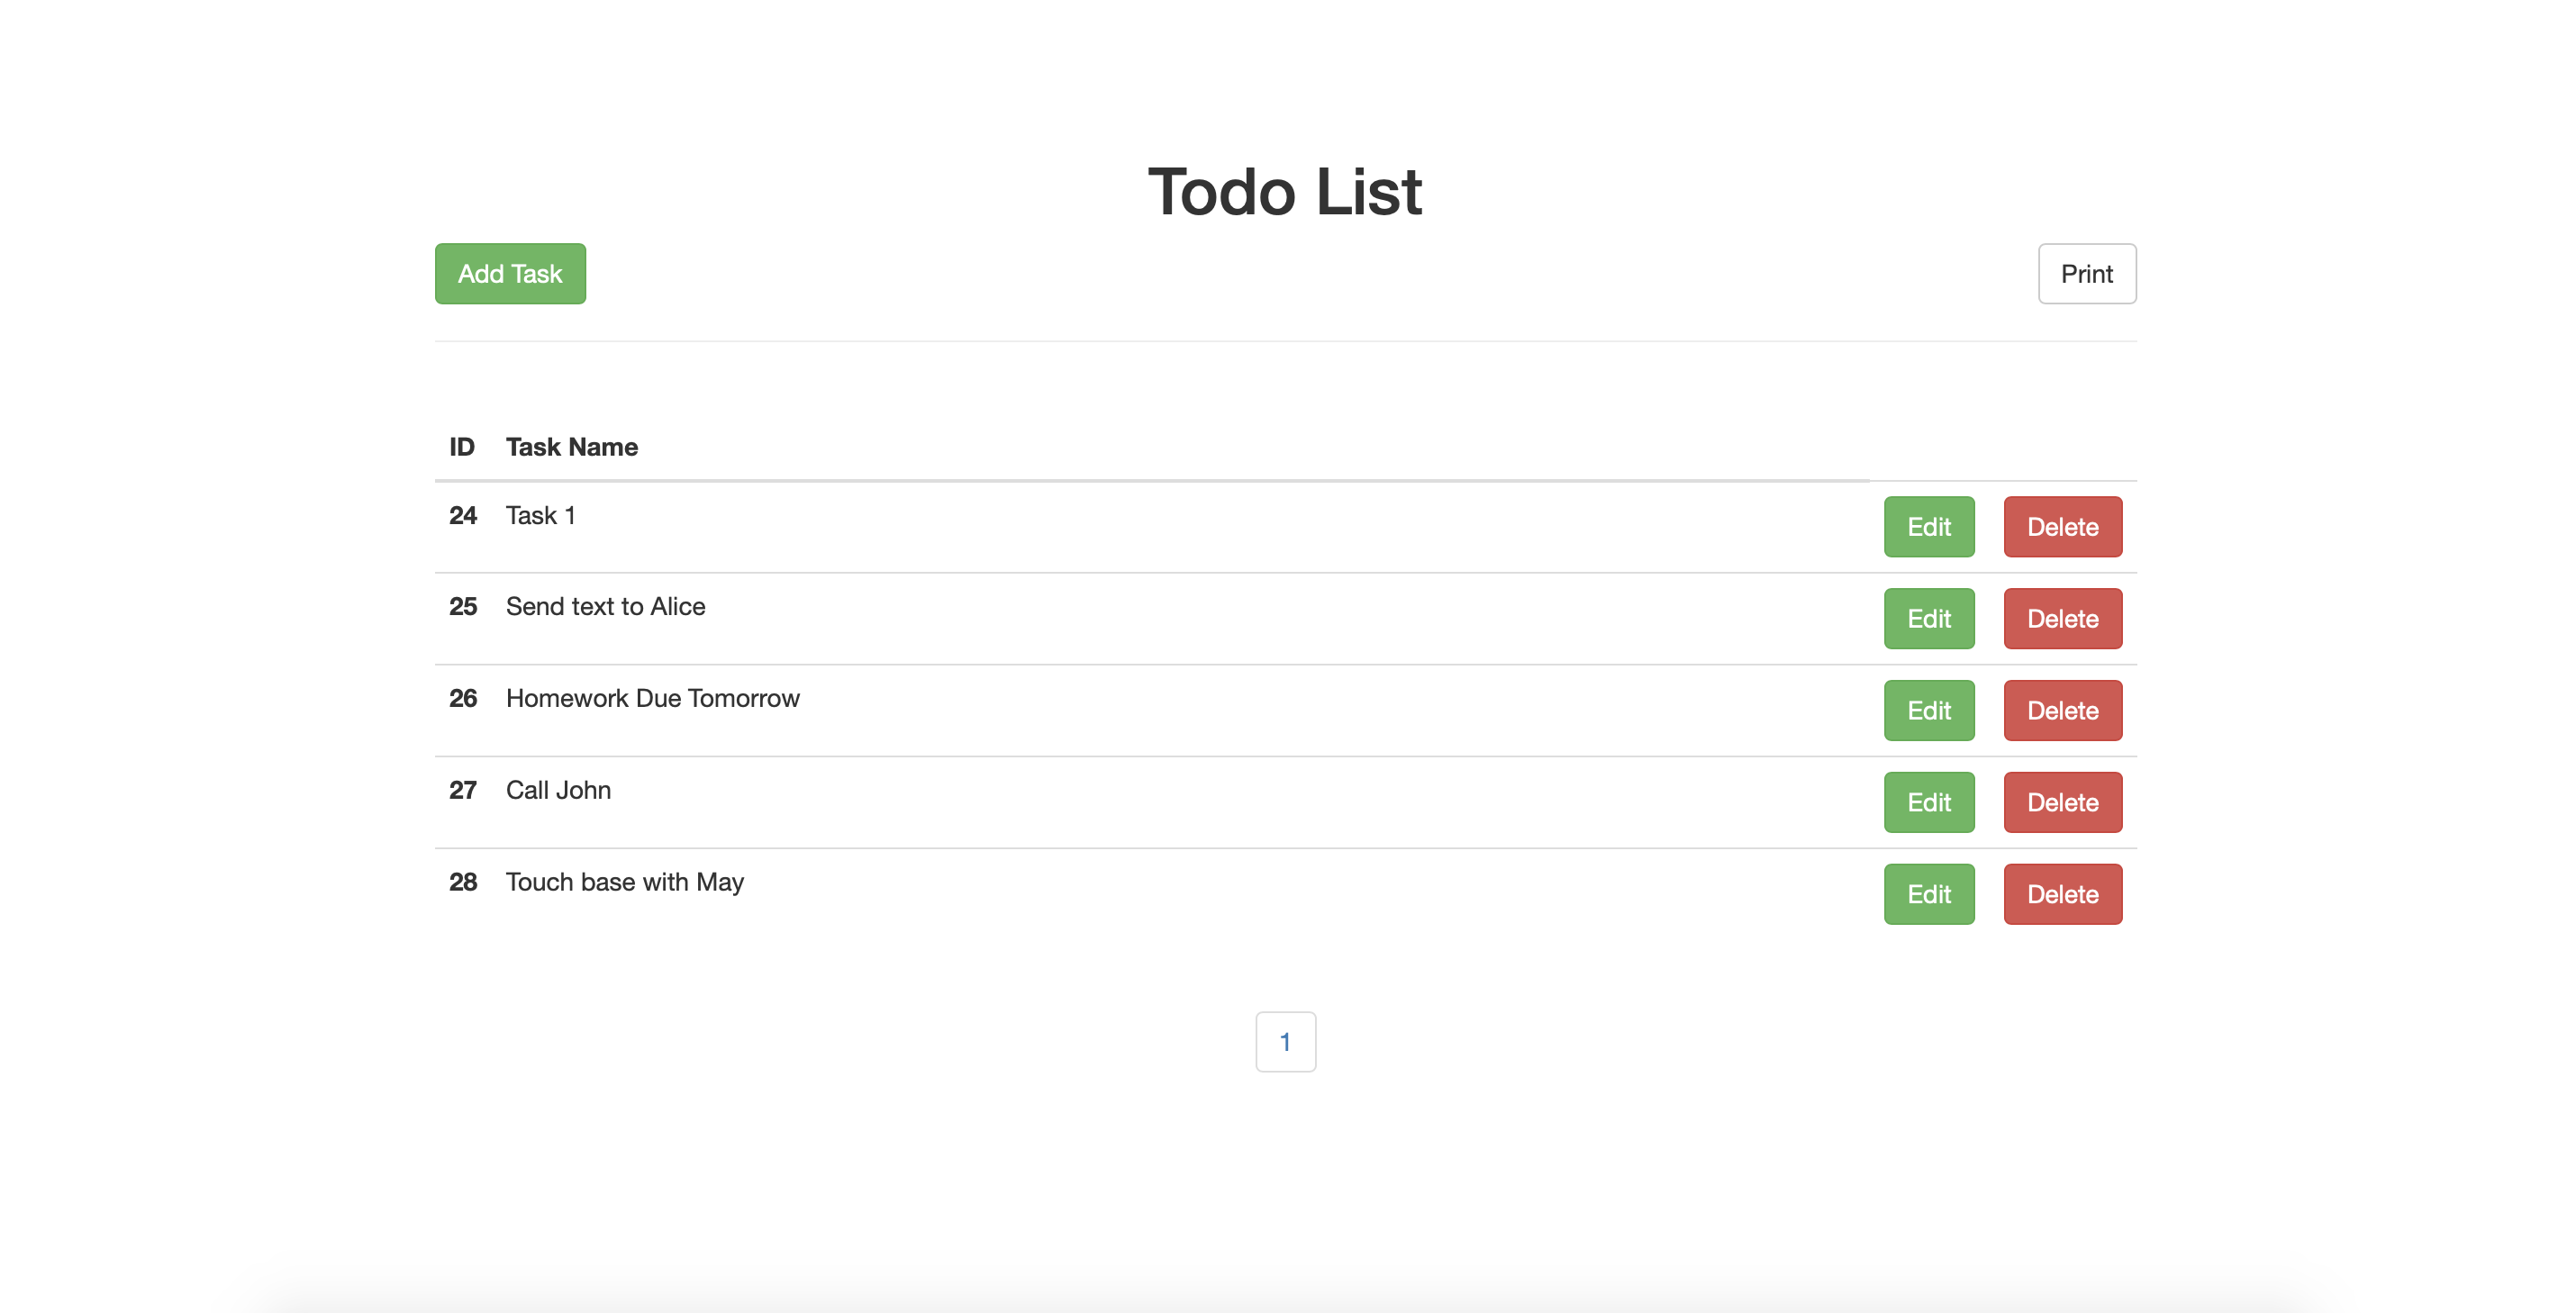 Todo List
Add Task Print
ID Task Name
24 Task 1 Edit Delete
25 Send text to Alice Edit Delete
26 Homework Due Tomorrow Edit Delete
27 Call John Edit Delete
28 Touch base with May Edit Delete
1